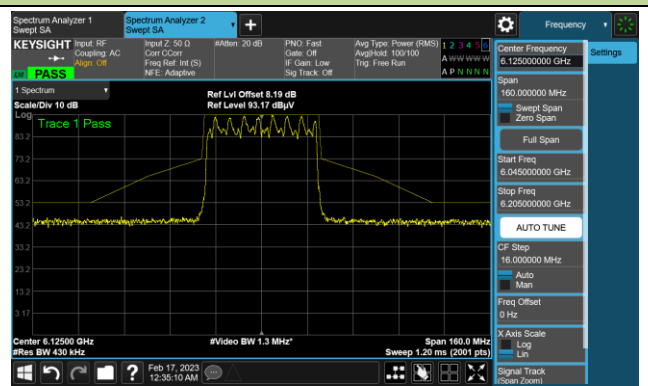 Spectrum Analyzer 1
Swept SA
Spectrum Analyzer 2
Swept SA
Frequency
KEYSIGHT
Input: RF
Coupling: AC
Align: Off
Input Z: 50 Ω
Corr CCorr
Freq Ref: Int (S)
NFE: Adaptive
#Atten: 20 dB
PNO: Fast
Gate: Off
IF Gain: Low
Sig Track: Off
Avg Type: Power (RMS)
Avg|Hold: 100/100
Trig: Free Run
1 2 3 4 5 6
A WW WW W
A P N N N N
PASS
1 Spectrum
Scale/Div 10 dB
Ref Lvl Offset 8.19 dB
Ref Level 93.17 dBµV
Log
Trace 1 Pass
83.2
73.2
63.2
53.2
43.2
33.2
23.2
13.2
3.17
Center 6.12500 GHz
#Res BW 430 kHz
#Video BW 1.3 MHz*
Span 160.0 MHz
Sweep 1.20 ms (2001 pts)
Center Frequency
6.125000000 GHz
Settings
Span
160.000000 MHz
Swept Span
Zero Span
Full Span
Start Freq
6.045000000 GHz
Stop Freq
6.205000000 GHz
AUTO TUNE
CF Step
16.000000 MHz
Auto
Man
Freq Offset
0 Hz
X Axis Scale
Log
Lin
Signal Track
(Span Zoom)
?
Feb 17, 2023
12:35:10 AM